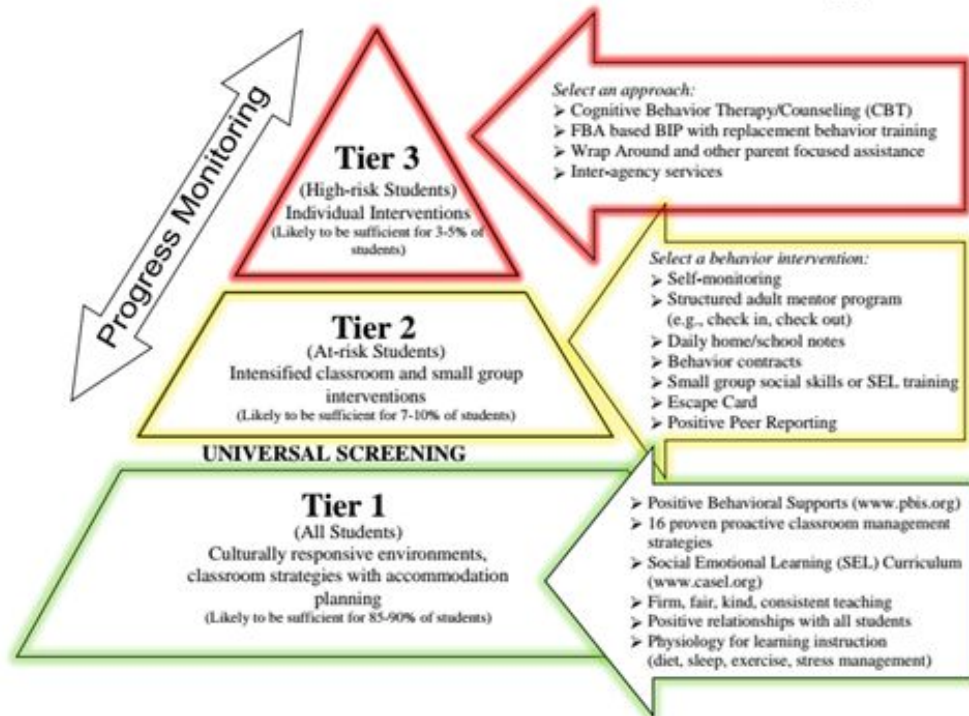 Progress Monitoring
Tier 3
(High-risk Students)
Individual Interventions
(Likely to be sufficient for 3-5% of
students)
Select an approach:
➢ Cognitive Behavior Therapy/Counseling (CBT)
➢ FBA based BIP with replacement behavior training
➢ Wrap Around and other parent focused assistance
➢ Inter-agency services
Tier 2
(At-risk Students)
Intensified classroom and small group
interventions
(Likely to be sufficient for 7-10% of students)
Select a behavior intervention:
➢ Self-monitoring
➢ Structured adult mentor program
(e.g., check in, check out)
➢ Daily home/school notes
➢ Behavior contracts
➢ Small group social skills or SEL training
➢ Escape Card
➢ Positive Peer Reporting
UNIVERSAL SCREENING
Tier 1
(All Students)
Culturally responsive environments,
classroom strategies with accommodation
planning
(Likely to be sufficient for 85-90% of students)
➢ Positive Behavioral Supports (www.pbis.org)
➢ 16 proven proactive classroom management
strategies
➢ Social Emotional Learning (SEL) Curriculum
(www.casel.org)
➢ Firm, fair, kind, consistent teaching
➢ Positive relationships with all students
➢ Physiology for learning instruction
(diet, sleep, exercise, stress management)